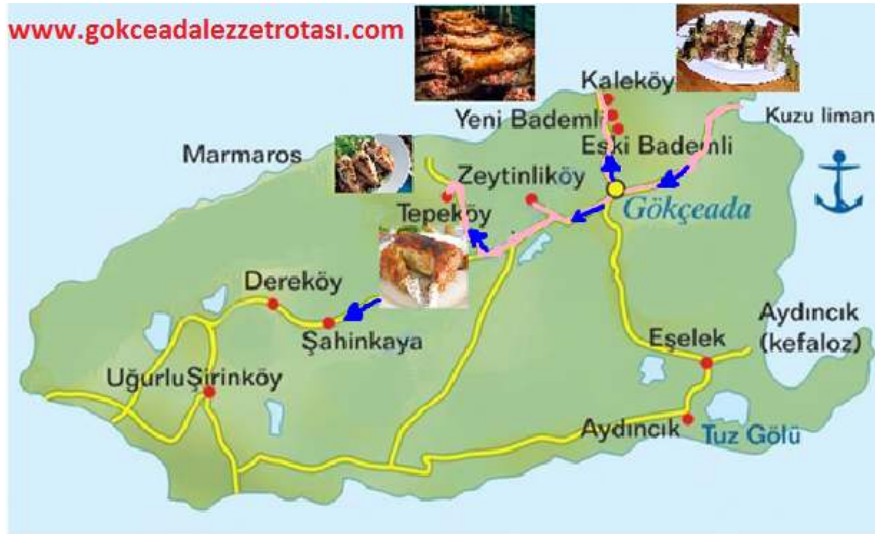 www.gokceadalezzetrotası.com
Kaleköy
Kuzu liman
Yeni Bademli
Eski Bademli
Marmaros
Zeytinliköy
Tepeköy
Gökçeada
Dereköy
Aydıncık
(kefaloz)
Şahinkaya
Eşelek
UğurluŞirinköy
Aydıncık
Tuz Gölü